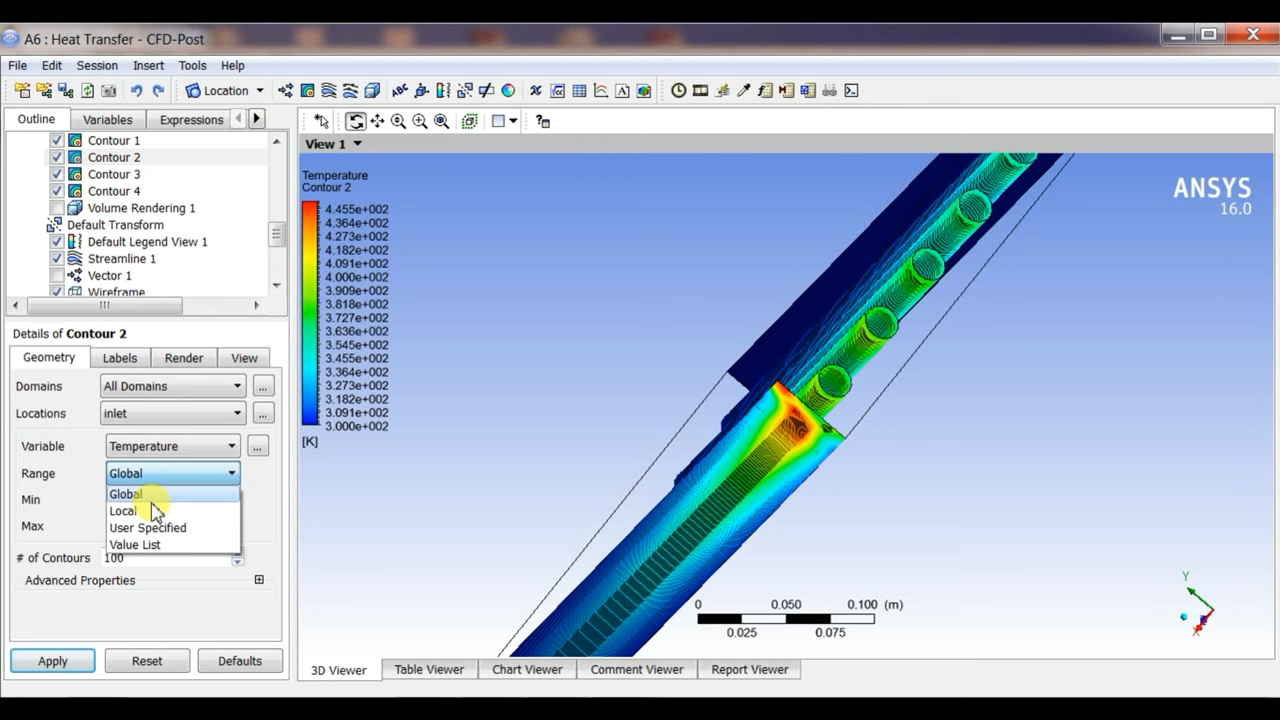 A6 : Heat Transfer - CFD-Post
File Edit Session Insert Tools Help
Location
Outline Variables Expressions
Contour 1
Contour 2
Contour 3
Contour 4
Volume Rendering 1
Default Transform
Default Legend View 1
Streamline 1
Vector 1
Wireframe
Details of Contour 2
Geometry Labels Render View
Domains All Domains ...
Locations inlet ...
Variable Temperature ...
Range Global
Global
Min
Local
User Specified
Max
Value List
# of Contours 100
Advanced Properties
Apply Reset Defaults
View 1
Temperature
Contour 2
4.455e+002
4.364e+002
4.273e+002
4.182e+002
4.091e+002
4.000e+002
3.909e+002
3.818e+002
3.727e+002
3.636e+002
3.545e+002
3.455e+002
3.364e+002
3.273e+002
3.182e+002
3.091e+002
3.000e+002
[K]
ANSYS
16.0
Y
X
0 0.050 0.100 (m)
0.025 0.075
3D Viewer Table Viewer Chart Viewer Comment Viewer Report Viewer